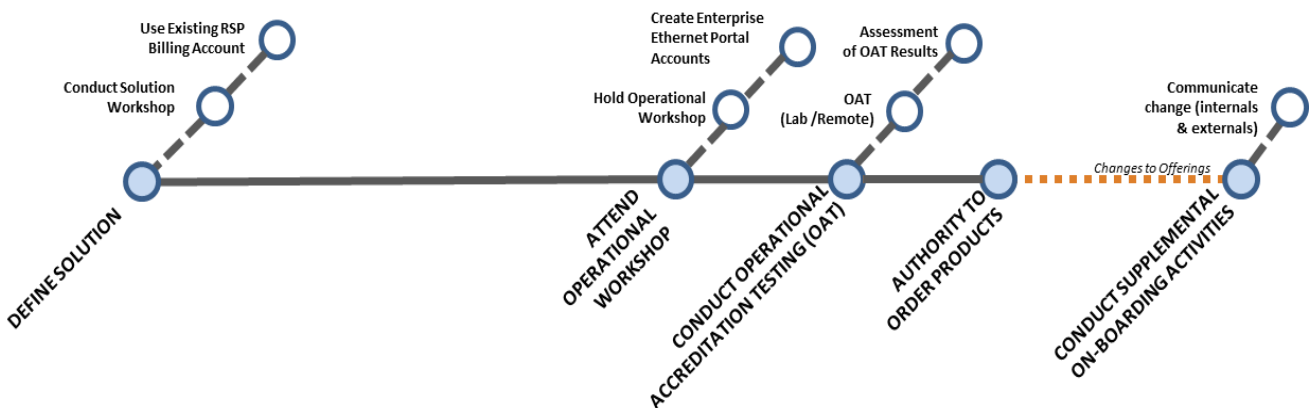 Use Existing RSP
Billing Account
Conduct Solution
Workshop
DEFINE SOLUTION
Create Enterprise
Ethernet Portal
Accounts
Hold Operational
Workshop
ATTEND
OPERATIONAL
WORKSHOP
Assessment
of OAT Results
OAT
(Lab /Remote)
CONDUCT OPERATIONAL
ACCREDITATION TESTING (OAT)
AUTHORITY TO
ORDER PRODUCTS
Changes to Offerings
Communicate
change (internals
& externals)
CONDUCT SUPPLEMENTAL
ON-BOARDING ACTIVITIES